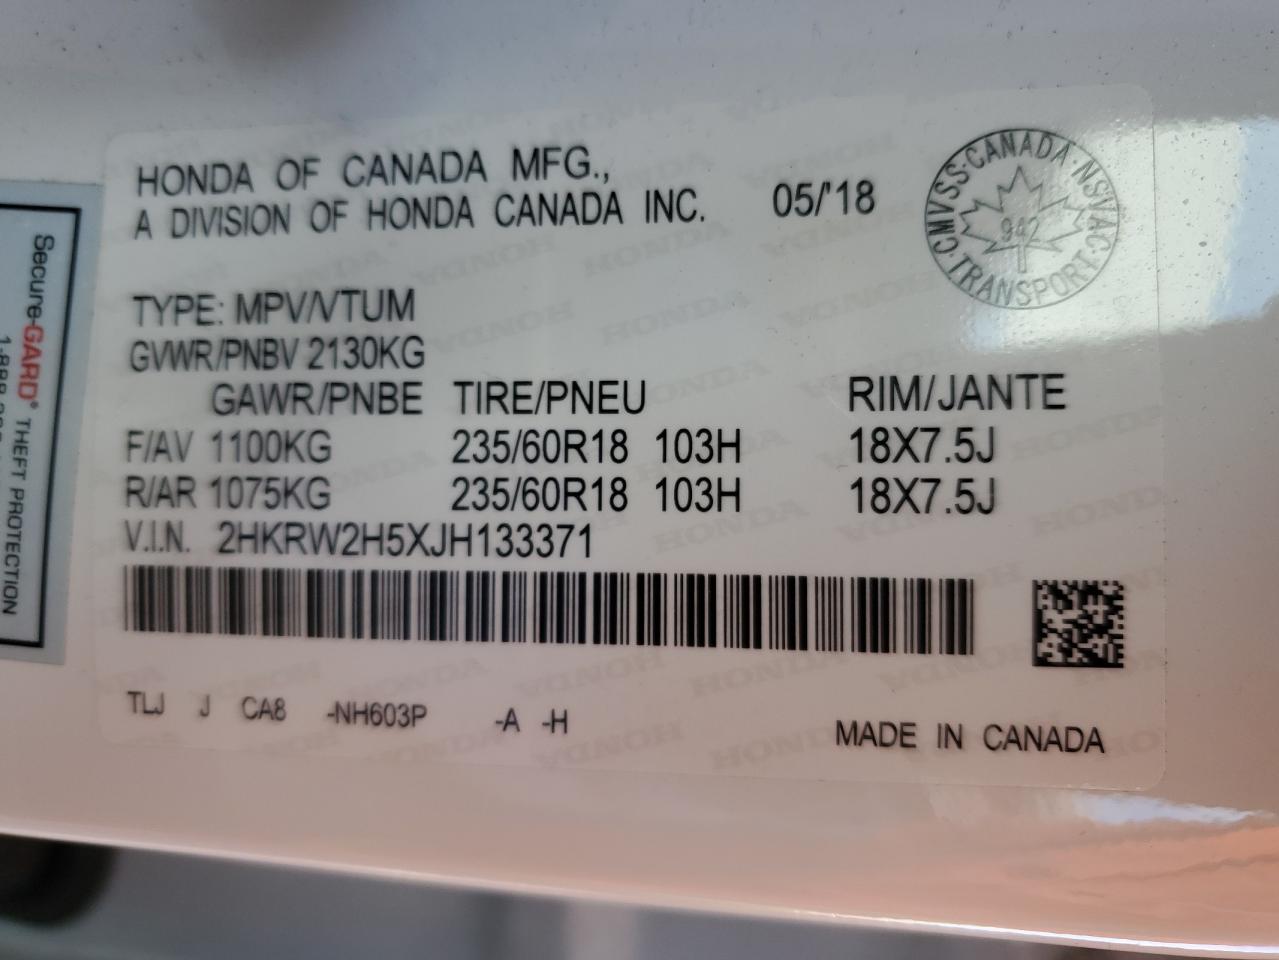 HONDA OF CANADA MFG.,
A DIVISION OF HONDA CANADA INC.
05/'18
CMVSS·CANADA·NSVAC·TRANSPORT·
942
TYPE: MPV/VTUM
GVWR/PNBV 2130KG
GAWR/PNBE TIRE/PNEU RIM/JANTE
F/AV 1100KG 235/60R18 103H 18X7.5J
R/AR 1075KG 235/60R18 103H 18X7.5J
V.I.N. 2HKRW2H5XJH133371
TLJ J CA8 -NH603P -A -H
MADE IN CANADA
Secure-GARD® THEFT PROTECTION